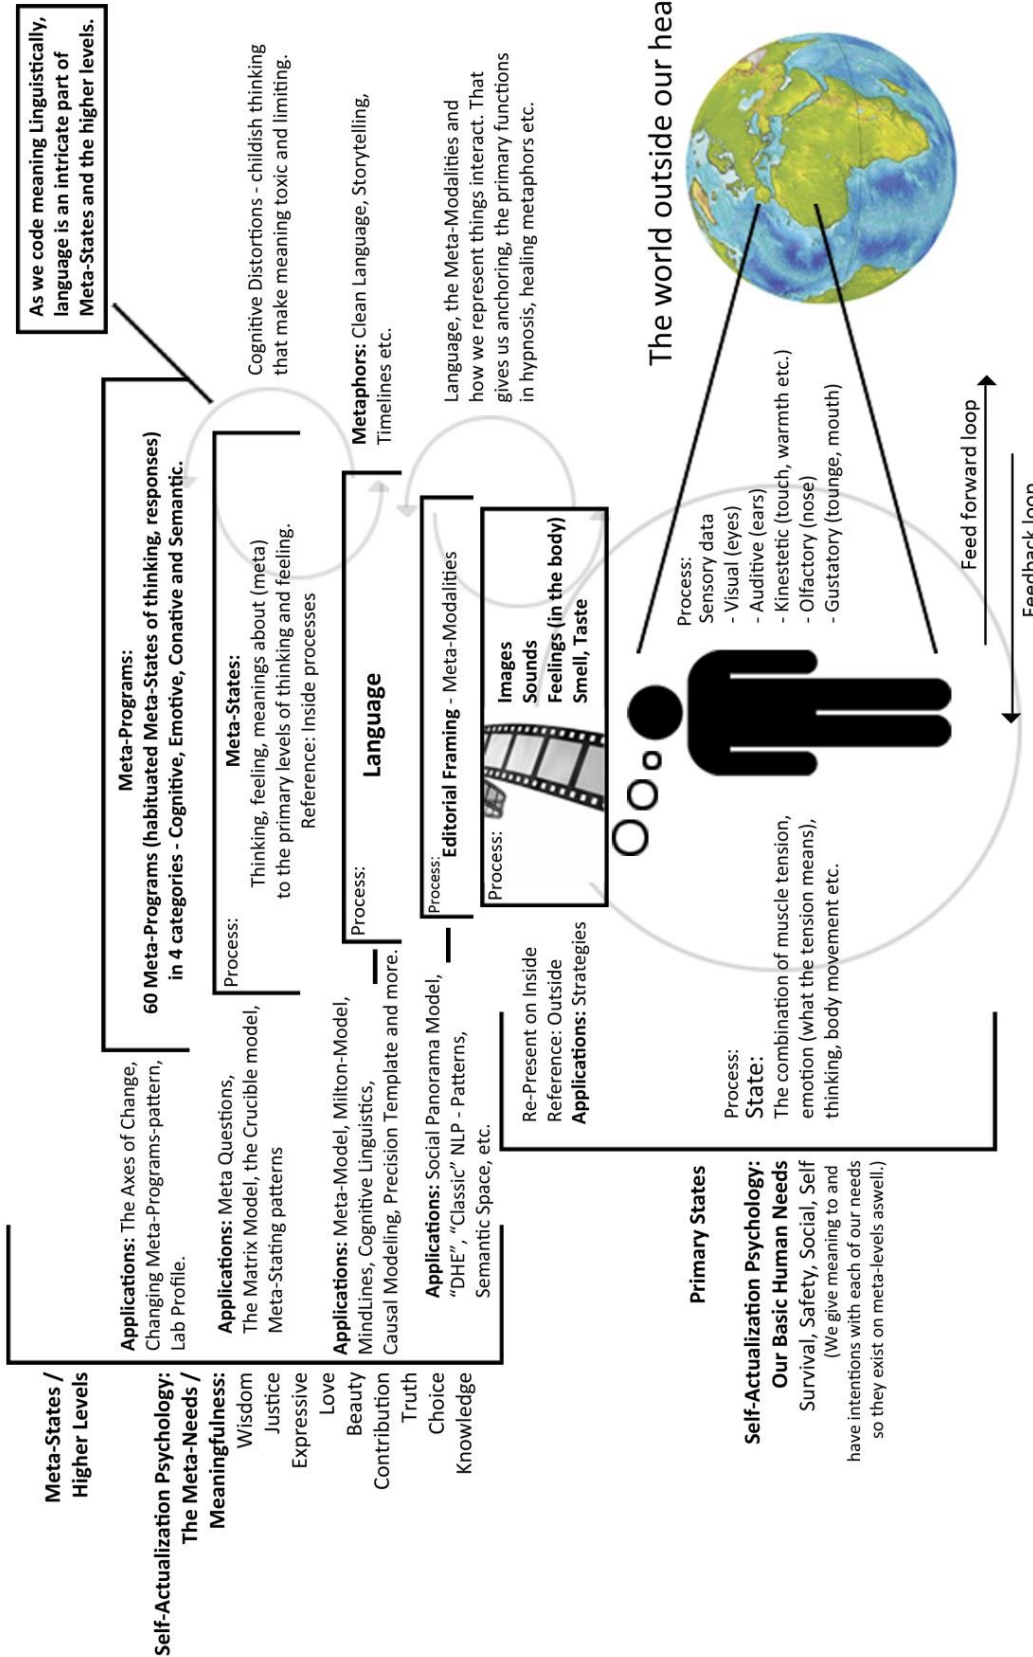 As we code meaning Linguistically,
language is an intricate part of
Meta-States and the higher levels.
Meta-States /
Higher Levels
Self-Actualization Psychology:
The Meta-Needs /
Meaningfulness:
Wisdom
Justice
Expressive
Love
Beauty
Contribution
Truth
Choice
Knowledge
Applications: The Axes of Change,
Changing Meta-Programs-pattern,
Lab Profile.
Meta-Programs:
60 Meta-Programs (habituated Meta-States of thinking, responses)
in 4 categories - Cognitive, Emotive, Conative and Semantic.
Applications: Meta Questions,
The Matrix Model, the Crucible model,
Meta-Stating patterns
Process:
Meta-States:
Thinking, feeling, meanings about (meta)
to the primary levels of thinking and feeling.
Reference: Inside processes
Cognitive Distortions - childish thinking
that make meaning toxic and limiting.
Applications: Meta-Model, Milton-Model,
MindLines, Cognitive Linguistics,
Causal Modeling, Precision Template and more.
Process:
Language
Metaphors: Clean Language, Storytelling,
Timelines etc.
Applications: Social Panorama Model,
"DHE", "Classic" NLP - Patterns,
Semantic Space, etc.
Process:
Editorial Framing - Meta-Modalities
Language, the Meta-Modalities and
how we represent things interact. That
gives us anchoring, the primary functions
in hypnosis, healing metaphors etc.
Re-Present on Inside
Reference: Outside
Applications: Strategies
Process:
Images
Sounds
Feelings (in the body)
Smell, Taste
The world outside our hea
Primary States
Self-Actualization Psychology:
Our Basic Human Needs
Survival, Safety, Social, Self
(We give meaning to and
have intentions with each of our needs
so they exist on meta-levels aswell.)
Process:
State:
The combination of muscle tension,
emotion (what the tension means),
thinking, body movement etc.
Process:
Sensory data
- Visual (eyes)
- Auditive (ears)
- Kinestetic (touch, warmth etc.)
- Olfactory (nose)
- Gustatory (tounge, mouth)
Feed forward loop
Feedback loop